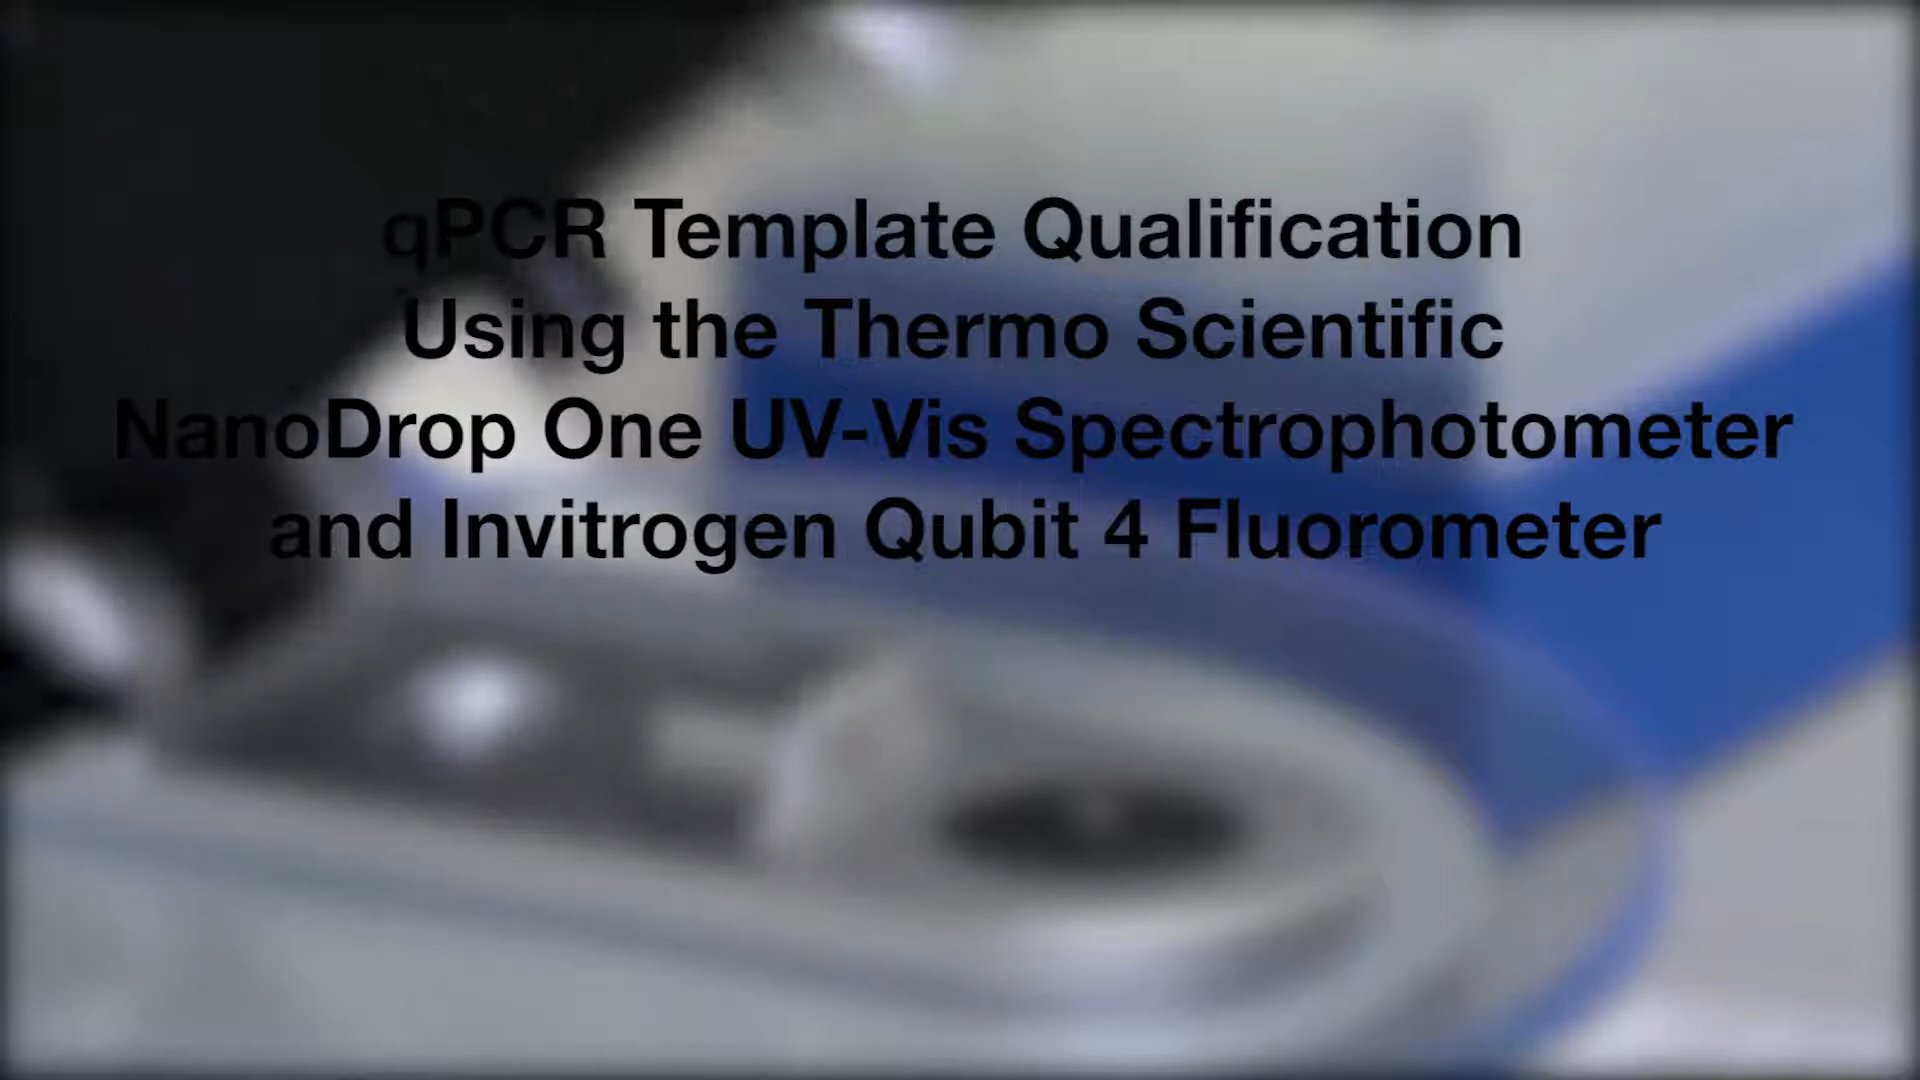 qPCR Template Qualification
Using the Thermo Scientific
NanoDrop One UV-Vis Spectrophotometer
and Invitrogen Qubit 4 Fluorometer